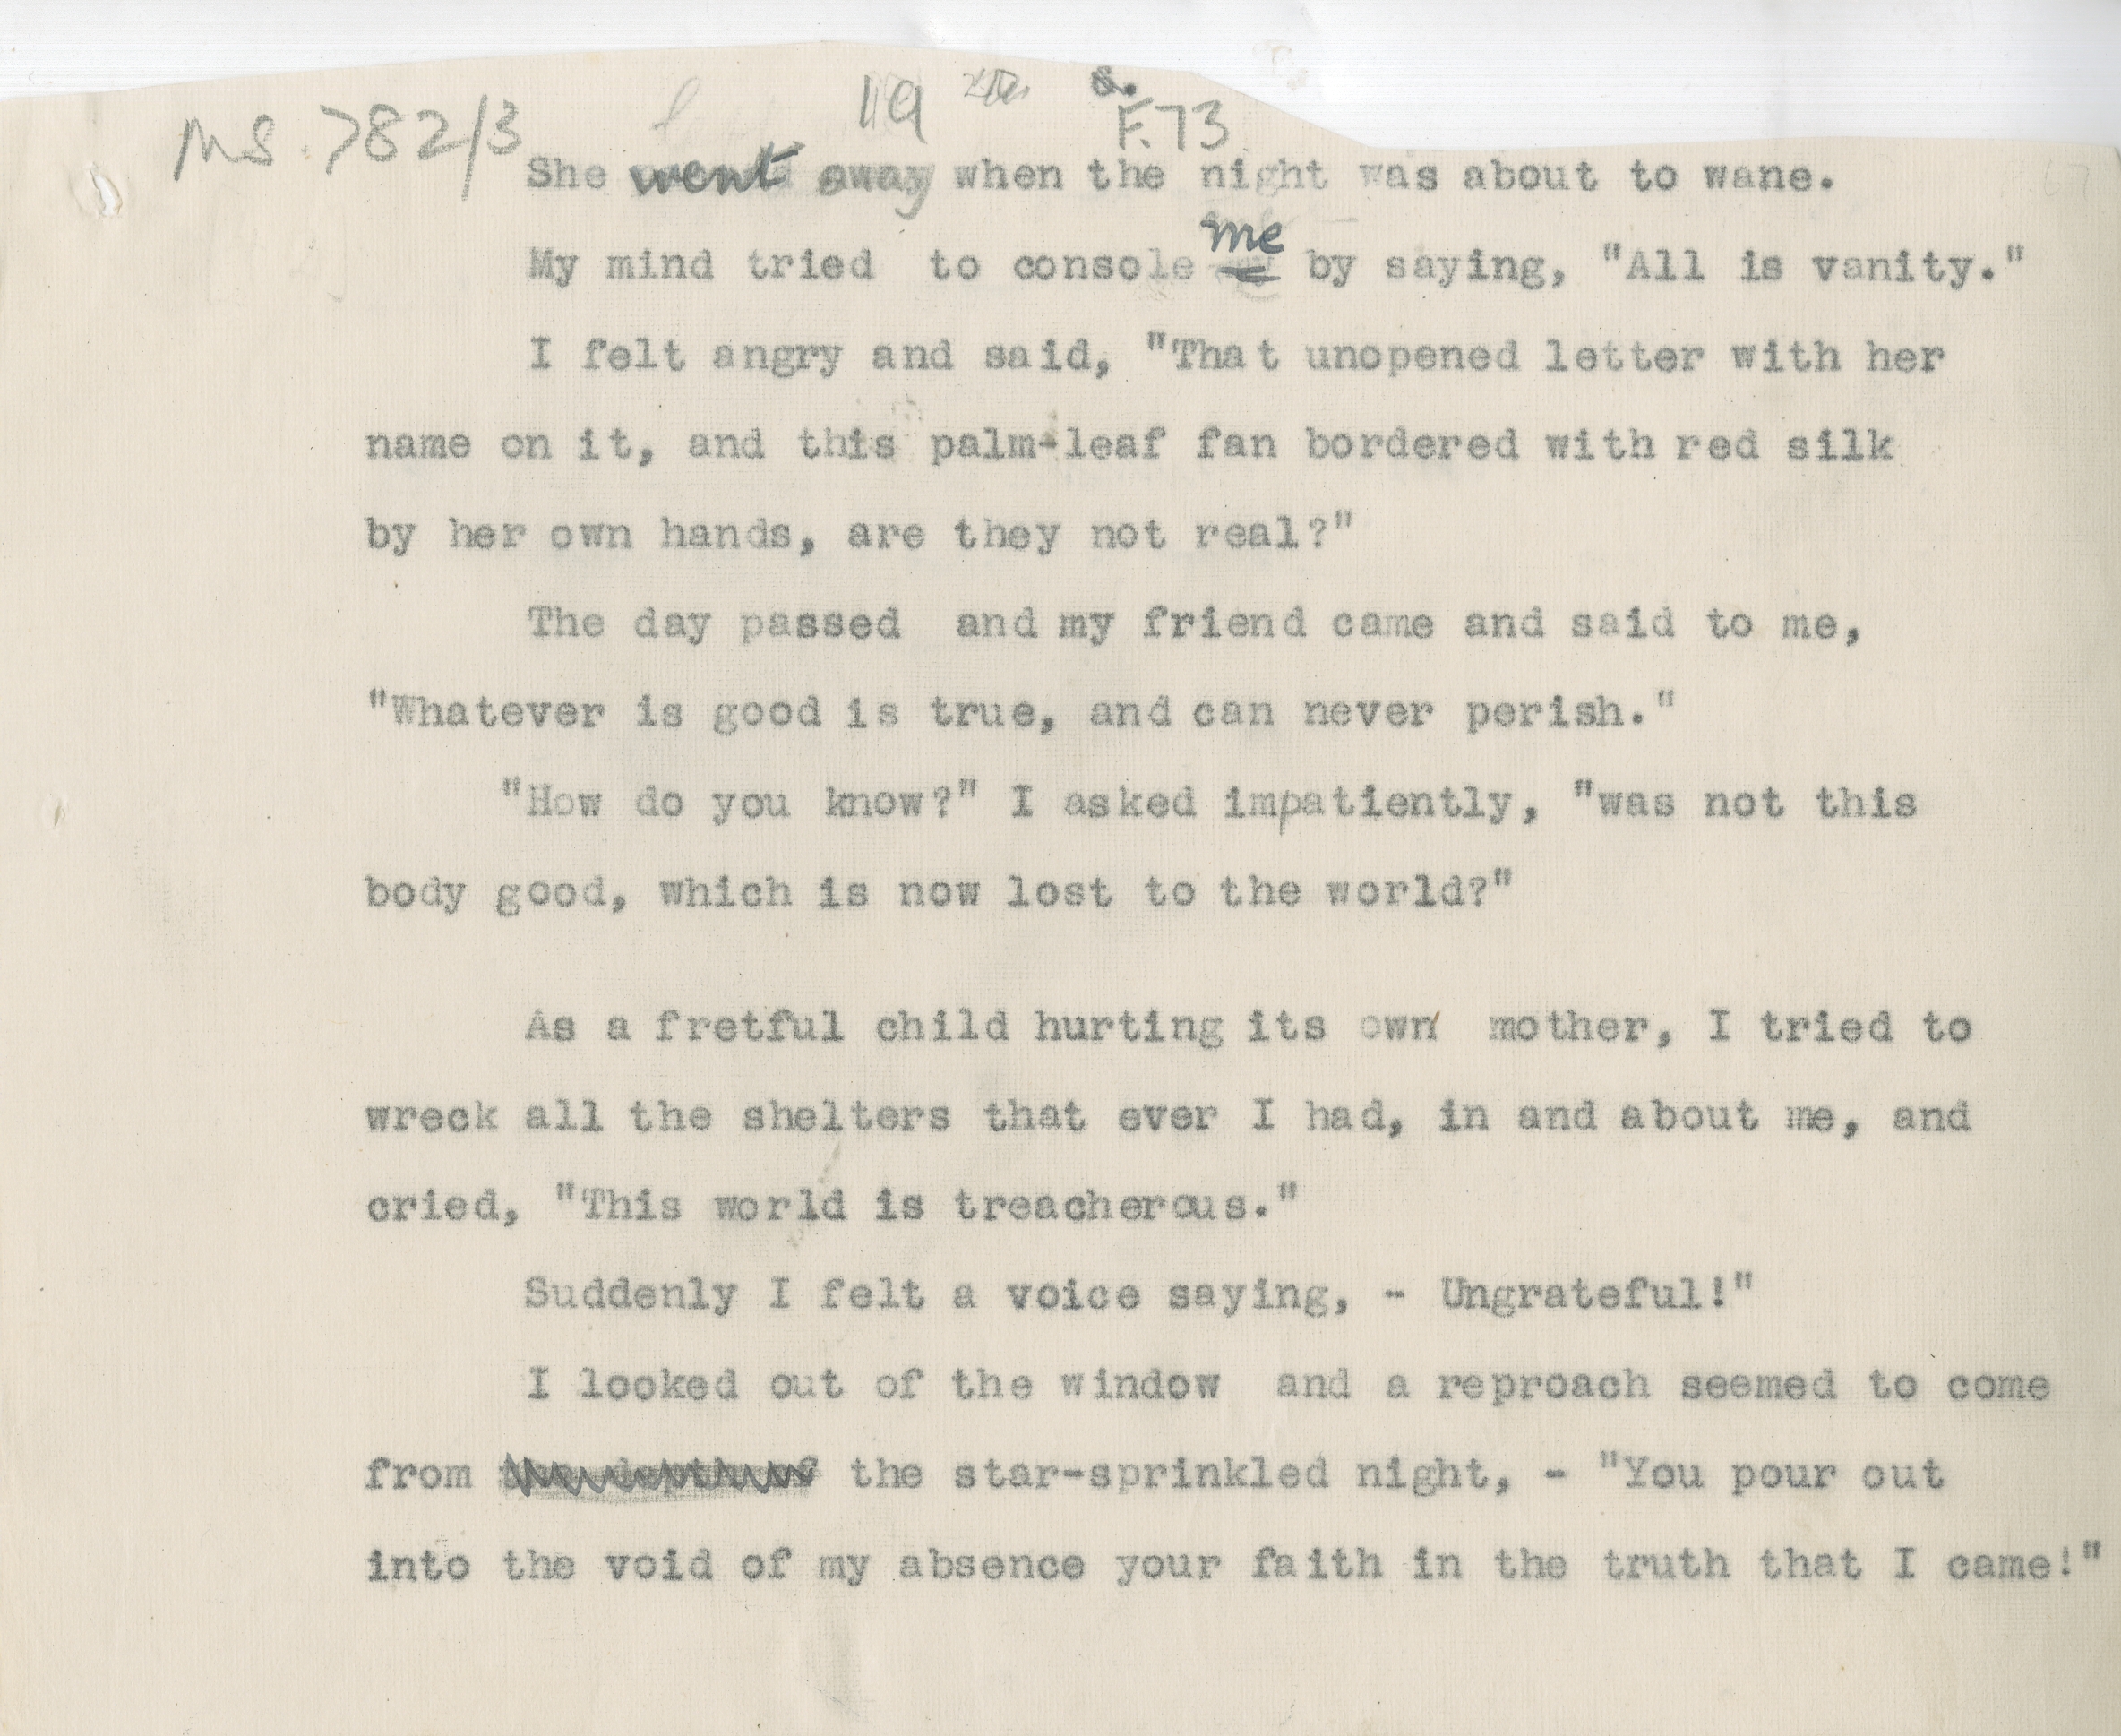 MS. 782/3
119
s.
F. 73
She went away when the night was about to wane.
me
My mind tried to console my by saying, "All is vanity."
I felt angry and said, "That unopened letter with her
name on it, and this palm-leaf fan bordered with red silk
by her own hands, are they not real?"
The day passed and my friend came and said to me,
"Whatever is good is true, and can never perish."
"How do you know?" I asked impatiently, "was not this
body good, which is now lost to the world?"
As a fretful child hurting its own mother, I tried to
wreck all the shelters that ever I had, in and about me, and
cried, "This world is treacherous."
Suddenly I felt a voice saying, - Ungrateful!"
I looked out of the window and a reproach seemed to come
from the depth of the star-sprinkled night, - "You pour out
into the void of my absence your faith in the truth that I came!"